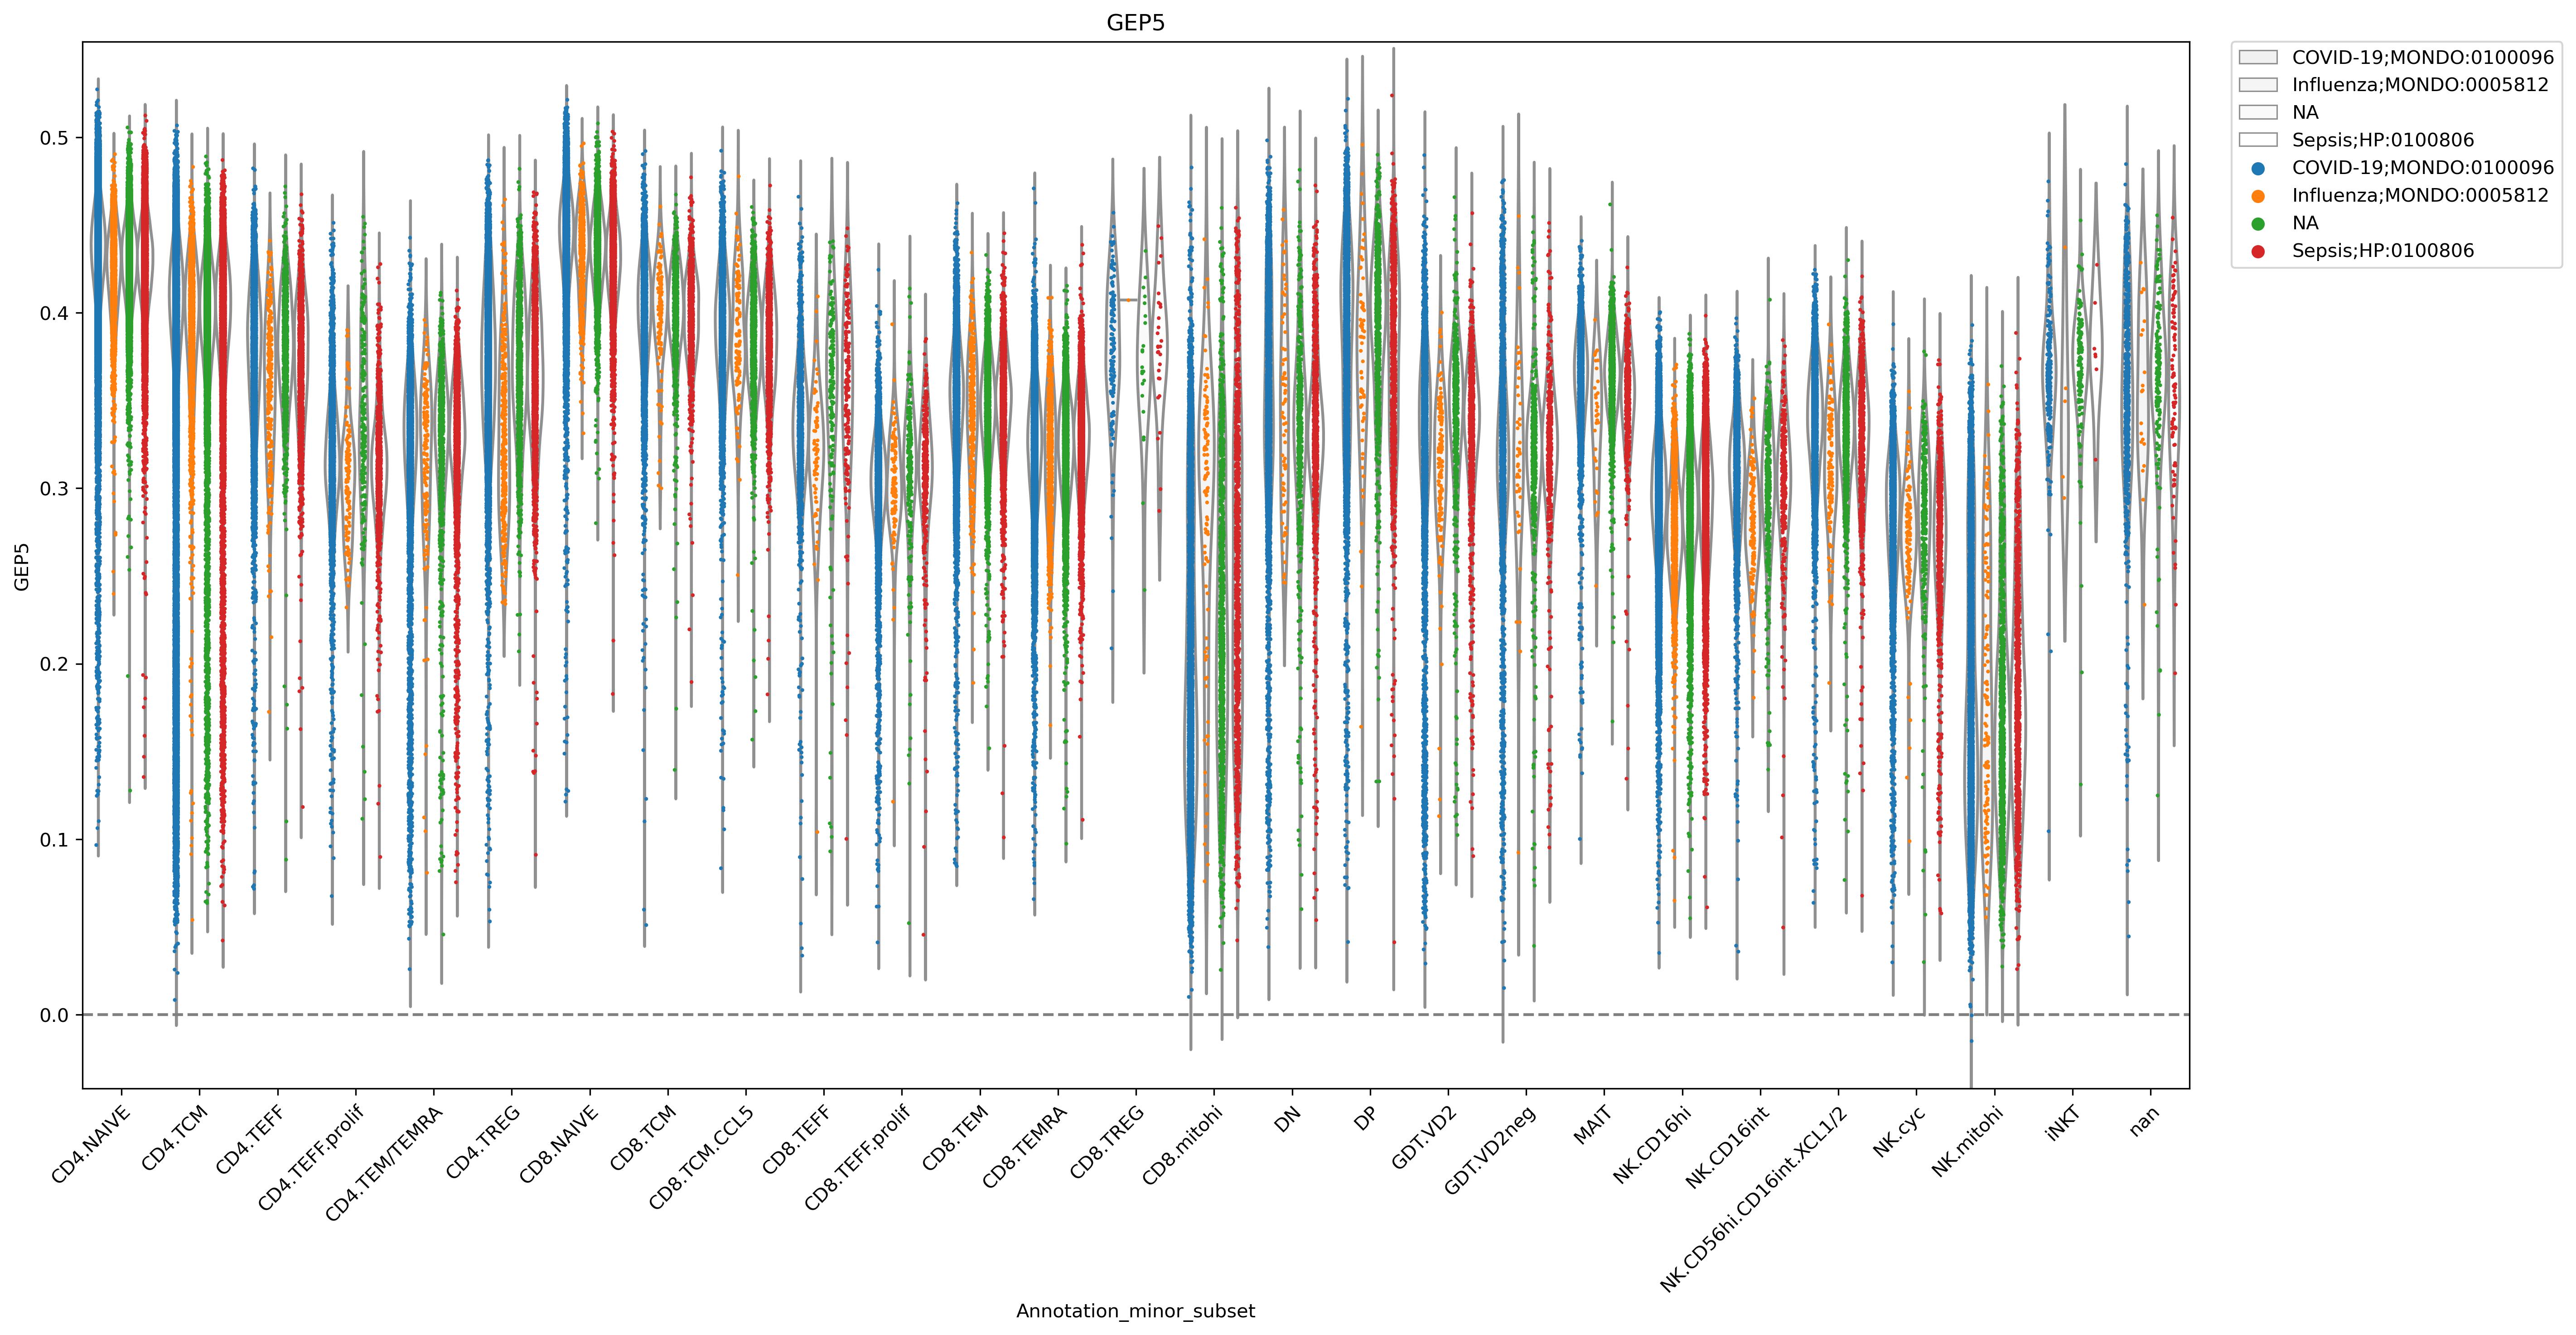 GEP5
COVID-19;MONDO:0100096
Influenza;MONDO:0005812
NA
Sepsis;HP:0100806
COVID-19;MONDO:0100096
Influenza;MONDO:0005812
NA
Sepsis;HP:0100806
GEP5
0.5
0.4
0.3
0.2
0.1
0.0
CD4.NAIVE
CD4.TCM
CD4.TEFF
CD4.TEFF.prolif
CD4.TEM/TEMRA
CD4.TREG
CD8.NAIVE
CD8.TCM
CD8.TCM.CCL5
CD8.TEFF
CD8.TEFF.prolif
CD8.TEM
CD8.TEMRA
CD8.TREG
CD8.mitohi
DN
DP
GDT.VD2
GDT.VD2neg
MAIT
NK.CD16hi
NK.CD16int
NK.CD56hi.CD16int.XCL1/2
NK.cyc
NK.mitohi
iNKT
nan
Annotation_minor_subset